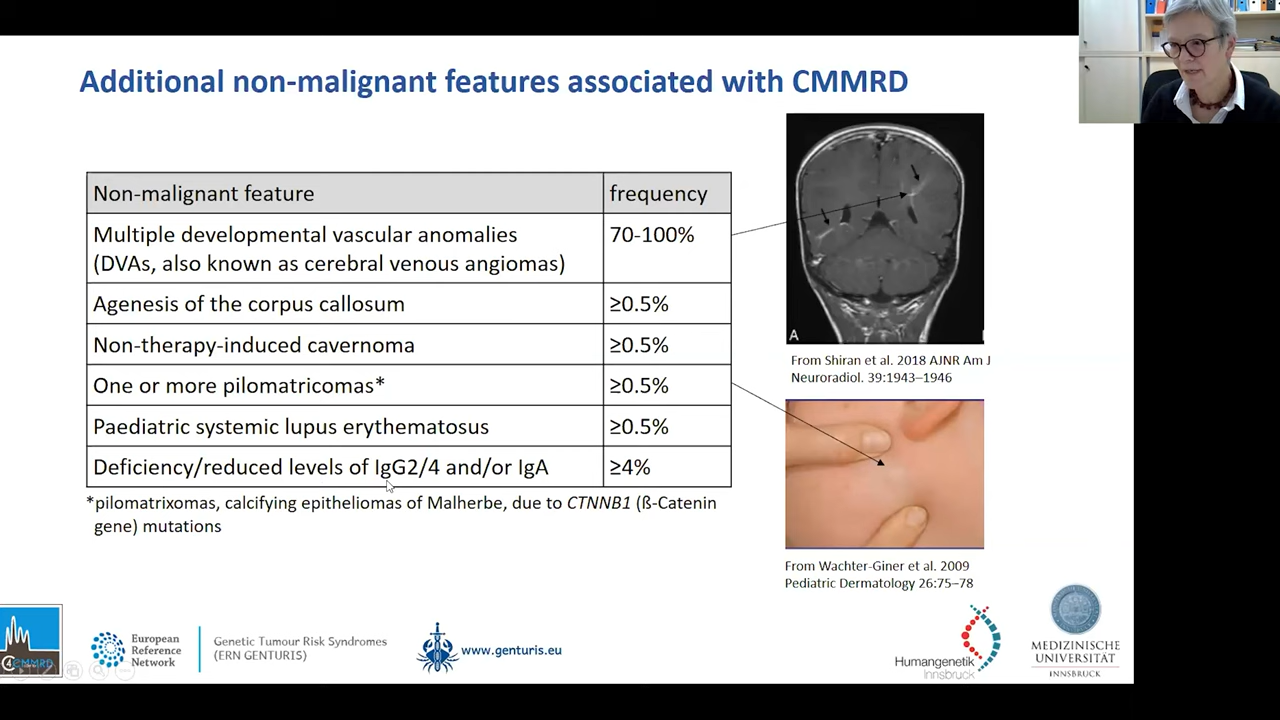 Additional non-malignant features associated with CMMRD
Non-malignant feature
frequency
Multiple developmental vascular anomalies
(DVAs, also known as cerebral venous angiomas)
70-100%
Agenesis of the corpus callosum
≥0.5%
Non-therapy-induced cavernoma
≥0.5%
One or more pilomatricomas*
≥0.5%
Paediatric systemic lupus erythematosus
≥0.5%
Deficiency/reduced levels of IgG2/4 and/or IgA
≥4%
*pilomatrixomas, calcifying epitheliomas of Malherbe, due to CTNNB1 (ß-Catenin
gene) mutations
A
From Shiran et al. 2018 AJNR Am J
Neuroradiol. 39:1943–1946
From Wachter-Giner et al. 2009
Pediatric Dermatology 26:75–78
C4CMMRD
European
Reference
Network
Genetic Tumour Risk Syndromes
(ERN GENTURIS)
www.genturis.eu
Humangenetik
Innsbruck
MEDIZINISCHE
UNIVERSITÄT
INNSBRUCK